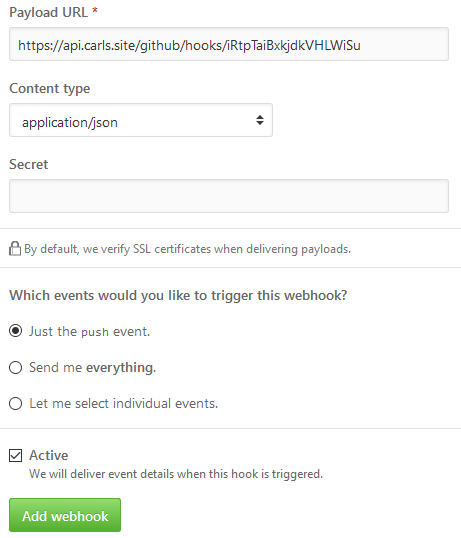 Payload URL *
https://api.carls.site/github/hooks/iRtpTaiBxkjdkVHLWiSu
Content type
application/json
Secret
By default, we verify SSL certificates when delivering payloads.
Which events would you like to trigger this webhook?
Just the push event.
Send me everything.
Let me select individual events.
Active
We will deliver event details when this hook is triggered.
Add webhook